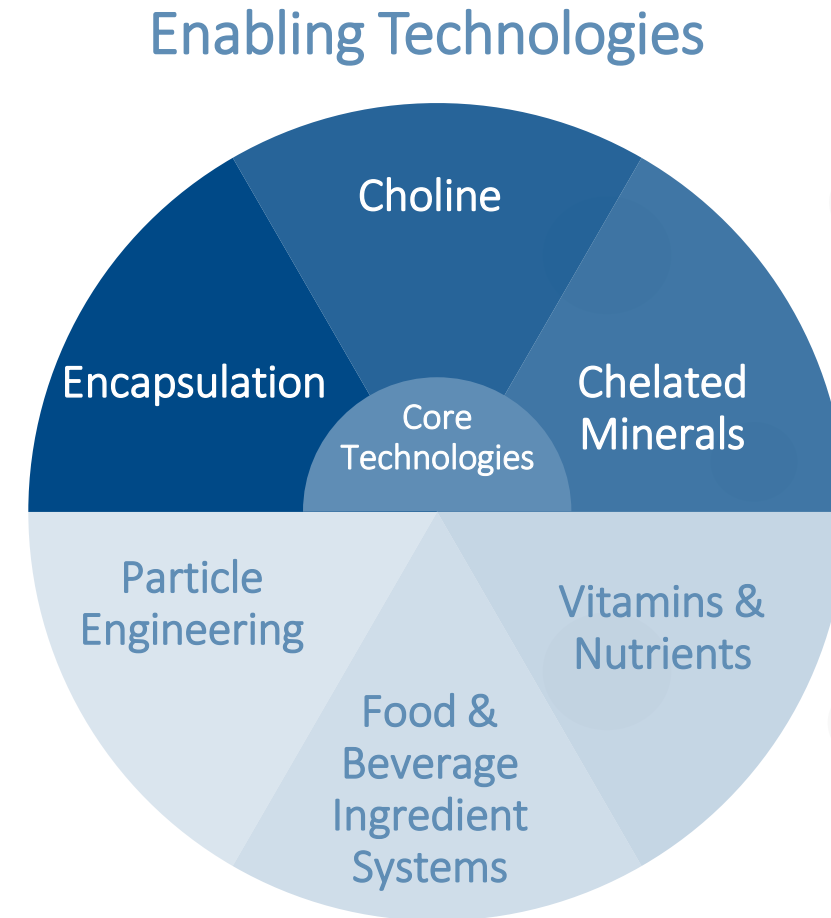 Enabling Technologies
Choline
Encapsulation
Chelated
Minerals
Core
Technologies
Particle
Engineering
Vitamins &
Nutrients
Food &
Beverage
Ingredient
Systems